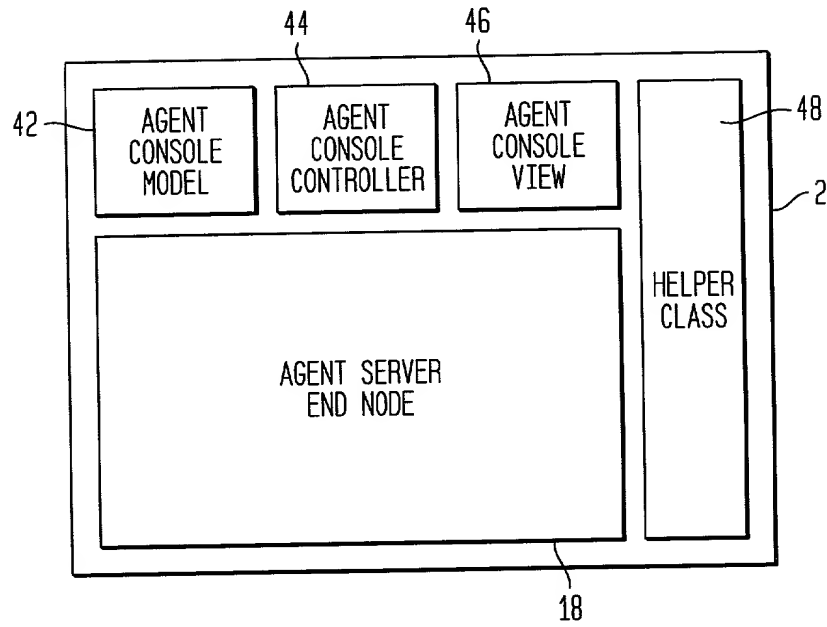 44
46
42
AGENT
CONSOLE
MODEL
AGENT
CONSOLE
CONTROLLER
AGENT
CONSOLE
VIEW
48
2
HELPER
CLASS
AGENT SERVER
END NODE
18